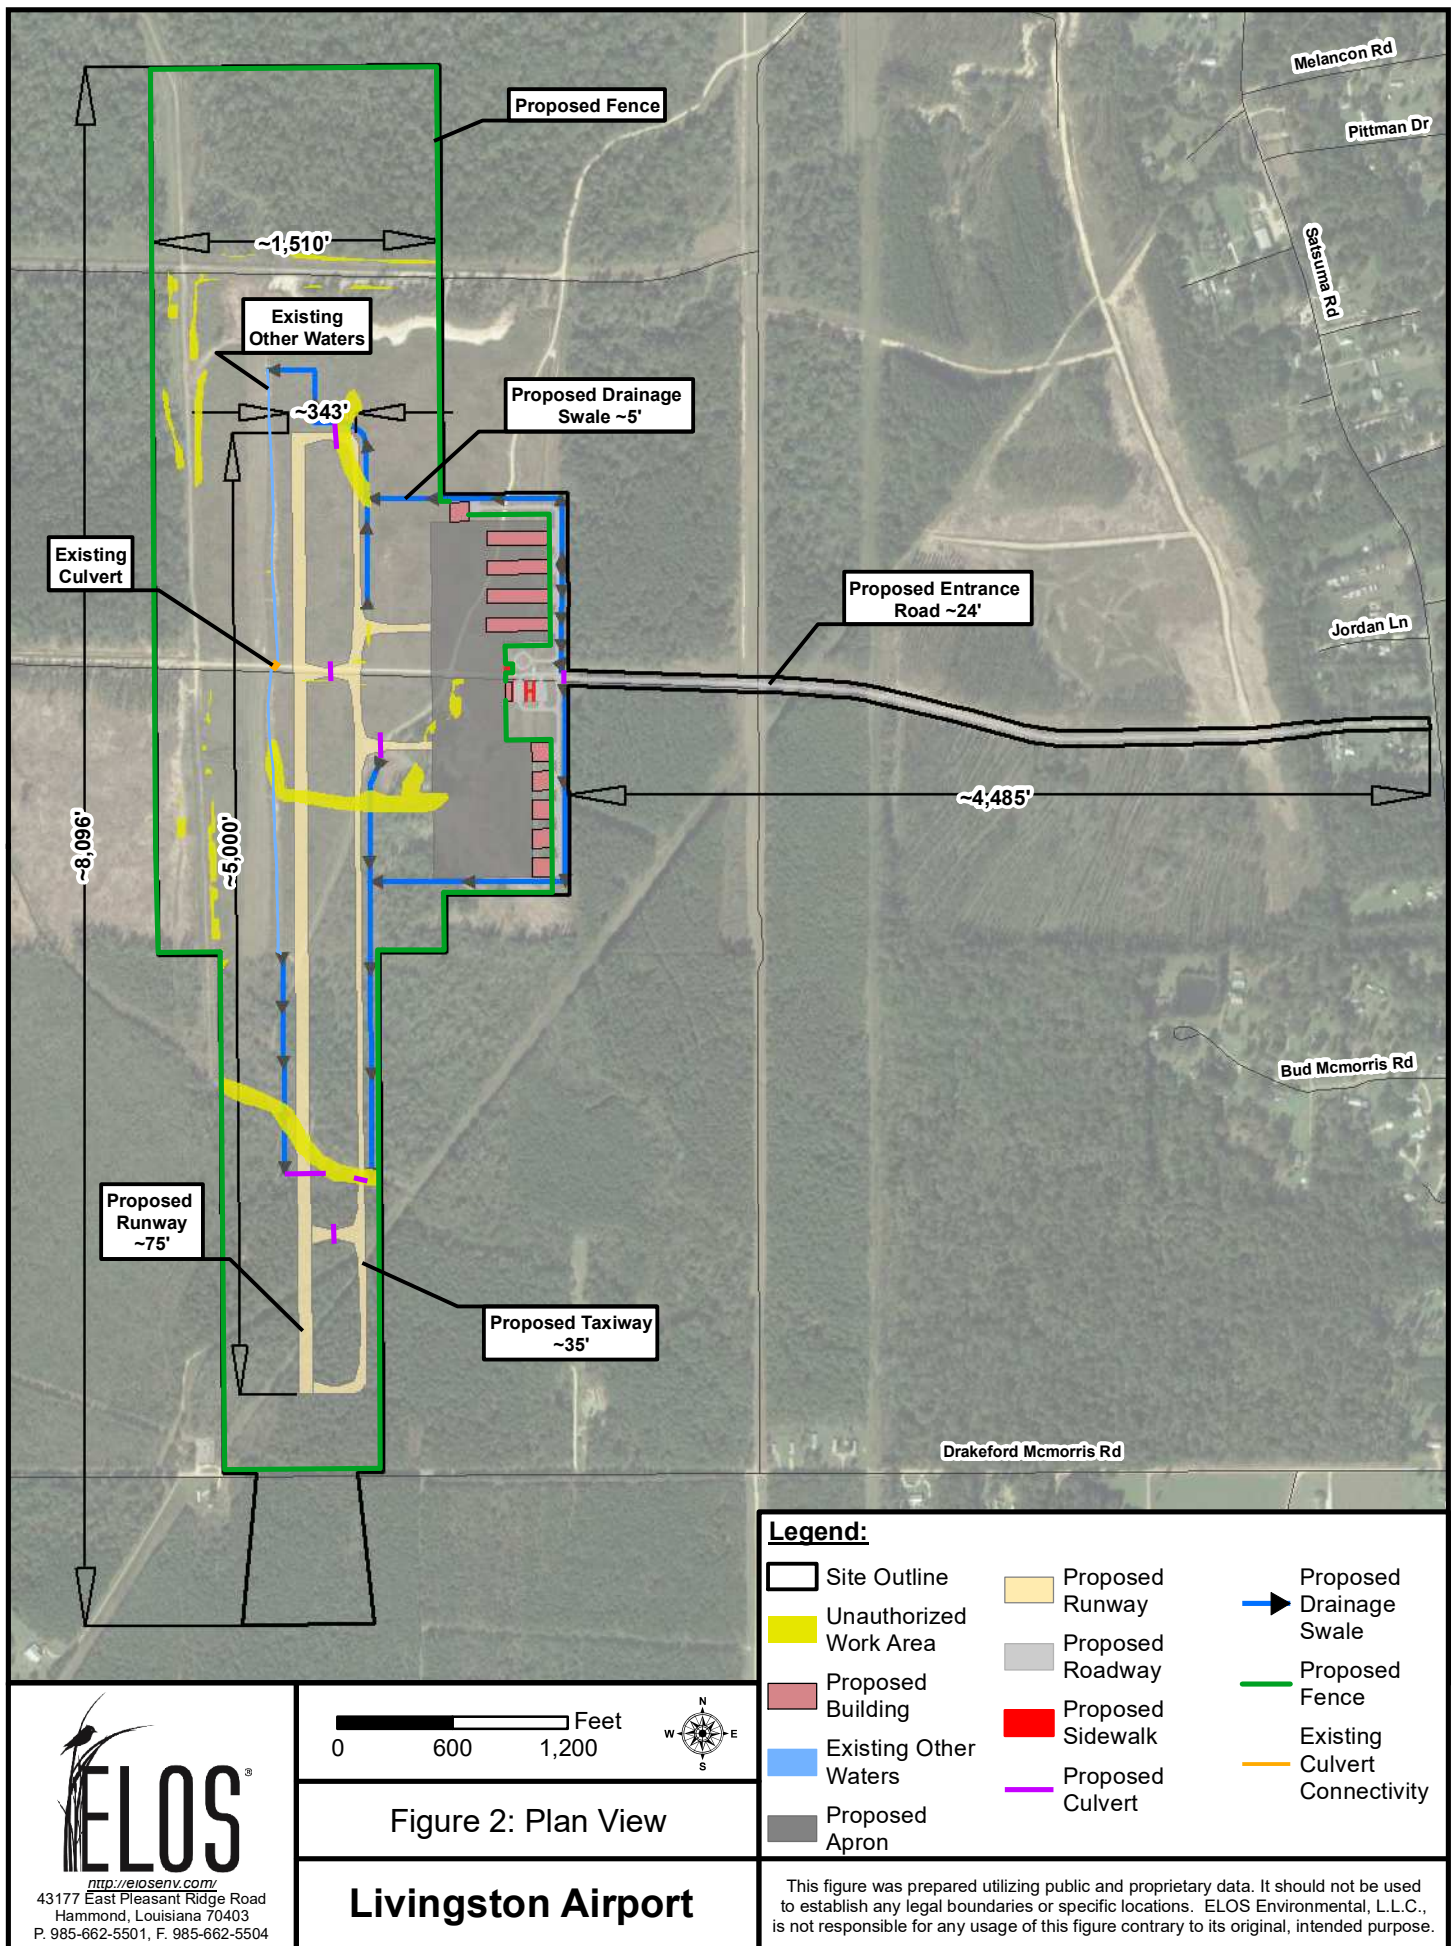 Melancon Rd
Proposed Fence
Pittman Dr
~1,510'
Satsuma Rd
Existing
Other Waters
Proposed Drainage
Swale ~5'
~343'
Existing
Culvert
Proposed Entrance
Road ~24'
Jordan Ln
H
~4,485'
~8,096'
~5,000'
Bud Mcmorris Rd
Proposed
Runway
~75'
Proposed Taxiway
~35'
Drakeford Mcmorris Rd
Legend:
Site Outline
Unauthorized
Work Area
Proposed
Building
Existing Other
Waters
Proposed
Apron
Proposed
Runway
Proposed
Roadway
Proposed
Sidewalk
Proposed
Culvert
Proposed
Drainage
Swale
Proposed
Fence
Existing
Culvert
Connectivity
Feet
0 600 1,200
N
W E
S
Figure 2: Plan View
Livingston Airport
ELOS®
http://elosenv.com/
43177 East Pleasant Ridge Road
Hammond, Louisiana 70403
P. 985-662-5501, F. 985-662-5504
This figure was prepared utilizing public and proprietary data. It should not be used
to establish any legal boundaries or specific locations. ELOS Environmental, L.L.C.,
is not responsible for any usage of this figure contrary to its original, intended purpose.